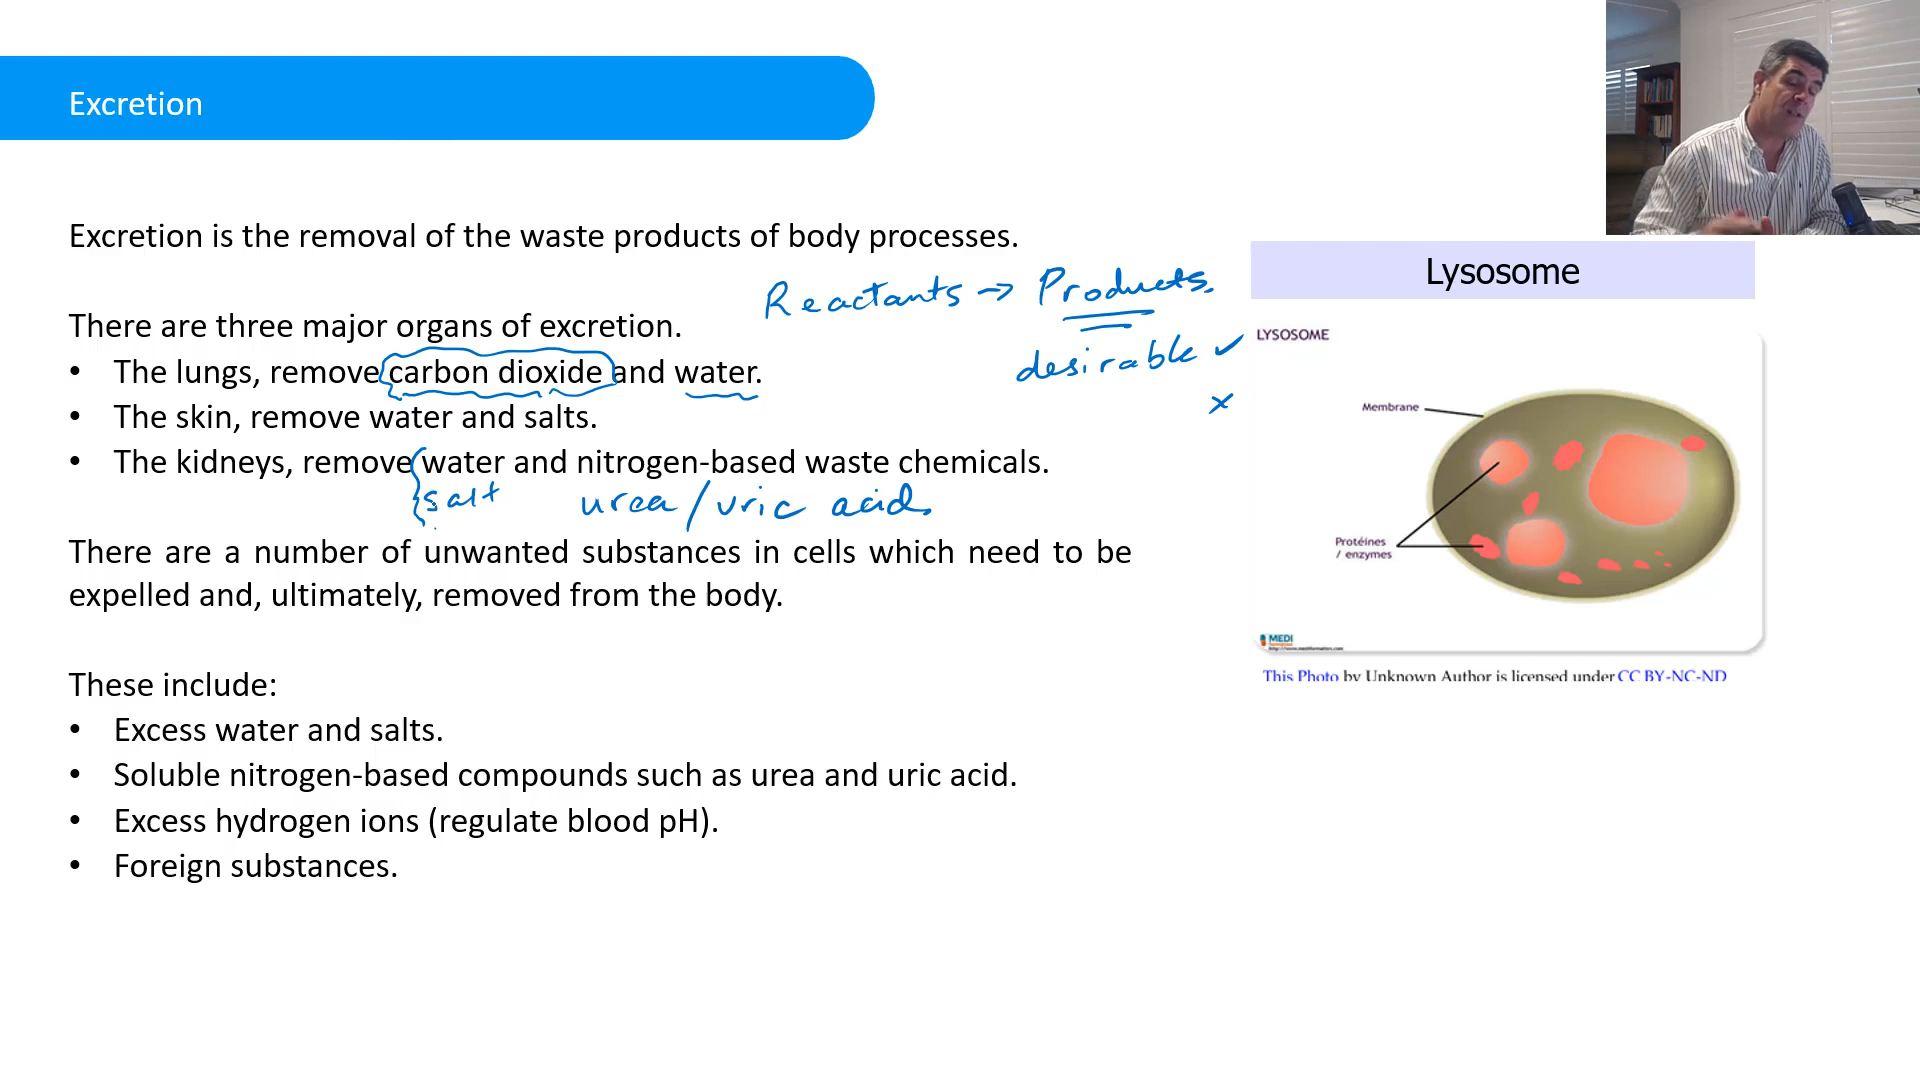 Excretion
Excretion is the removal of the waste products of body processes.
Reactants → Products.
There are three major organs of excretion.
desirable ✓
• The lungs, remove carbon dioxide and water.
×
• The skin, remove water and salts.
• The kidneys, remove water and nitrogen-based waste chemicals.
salt urea/uric acid.
There are a number of unwanted substances in cells which need to be
expelled and, ultimately, removed from the body.
These include:
• Excess water and salts.
• Soluble nitrogen-based compounds such as urea and uric acid.
• Excess hydrogen ions (regulate blood pH).
• Foreign substances.
Lysosome
LYSOSOME
Membrane
Protéines
/ enzymes
MEDI
This Photo by Unknown Author is licensed under CC BY-NC-ND